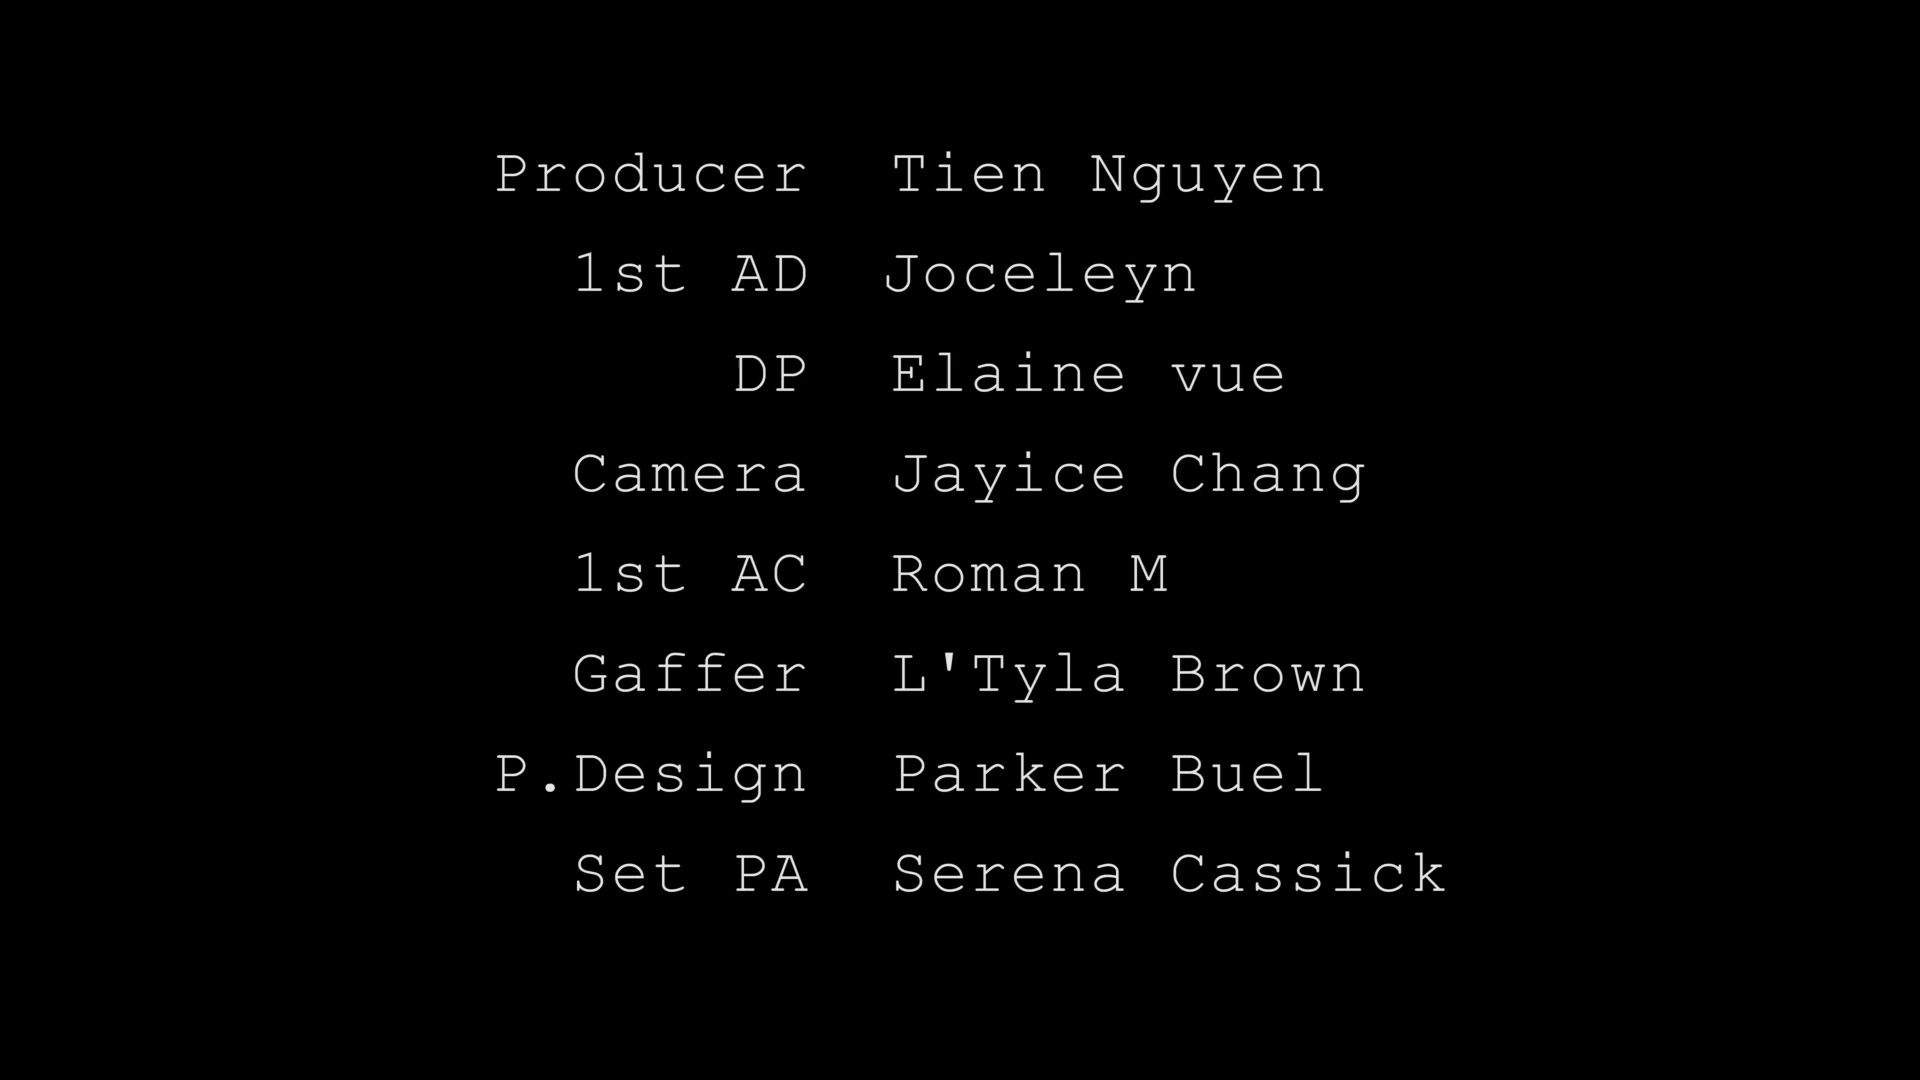 Producer Tien Nguyen
1st AD Joceleyn
DP Elaine vue
Camera Jayice Chang
1st AC Roman M
Gaffer L'Tyla Brown
P.Design Parker Buel
Set PA Serena Cassick